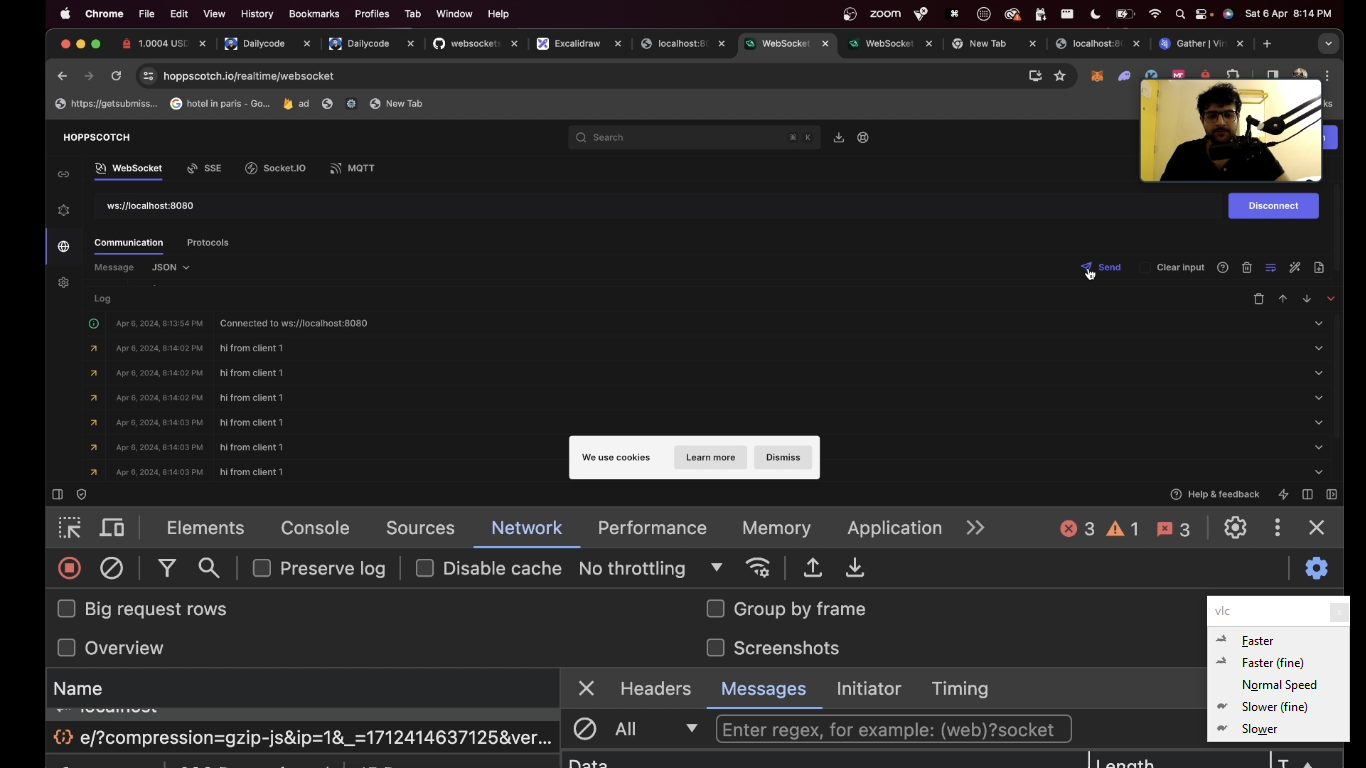 Chrome File Edit View History Bookmarks Profiles Tab Window Help zoom Sat 6 Apr 8:14 PM
1.0004 USD Dailycode Dailycode websockets Excalidraw localhost:80 WebSocket WebSocket New Tab localhost:80 Gather | Vir
hoppscotch.io/realtime/websocket
https://getsubmiss... hotel in paris - Go... ad New Tab
HOPPSCOTCH Search ⌘ K
WebSocket SSE Socket.IO MQTT
ws://localhost:8080 Disconnect
Communication Protocols
Message JSON Send Clear input
Log
Apr 6, 2024, 8:13:54 PM Connected to ws://localhost:8080
Apr 6, 2024, 8:14:02 PM hi from client 1
Apr 6, 2024, 8:14:02 PM hi from client 1
Apr 6, 2024, 8:14:02 PM hi from client 1
Apr 6, 2024, 8:14:03 PM hi from client 1
Apr 6, 2024, 8:14:03 PM hi from client 1
Apr 6, 2024, 8:14:03 PM hi from client 1
We use cookies Learn more Dismiss
Help & feedback
Elements Console Sources Network Performance Memory Application 3 1 3
Preserve log Disable cache No throttling
Big request rows Group by frame
Overview Screenshots
vlc
Faster
Faster (fine)
Normal Speed
Slower (fine)
Slower
Name Headers Messages Initiator Timing
localhost
e/?compression=gzip-js&ip=1&_=1712414637125&ver...
All Enter regex, for example: (web)?socket
Data Length T